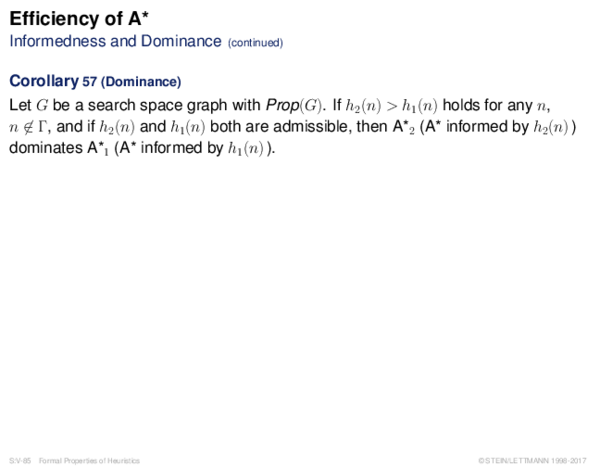 Efficiency of A*
Informedness and Dominance (continued)
Corollary 57 (Dominance)
Let G be a search space graph with Prop(G). If h₂(n) > h₁(n) holds for any n,
n ∉ Γ, and if h₂(n) and h₁(n) both are admissible, then A*₂ (A* informed by h₂(n))
dominates A*₁ (A* informed by h₁(n)).
S:V-85 Formal Properties of Heuristics
©STEIN/LETTMANN 1998-2017